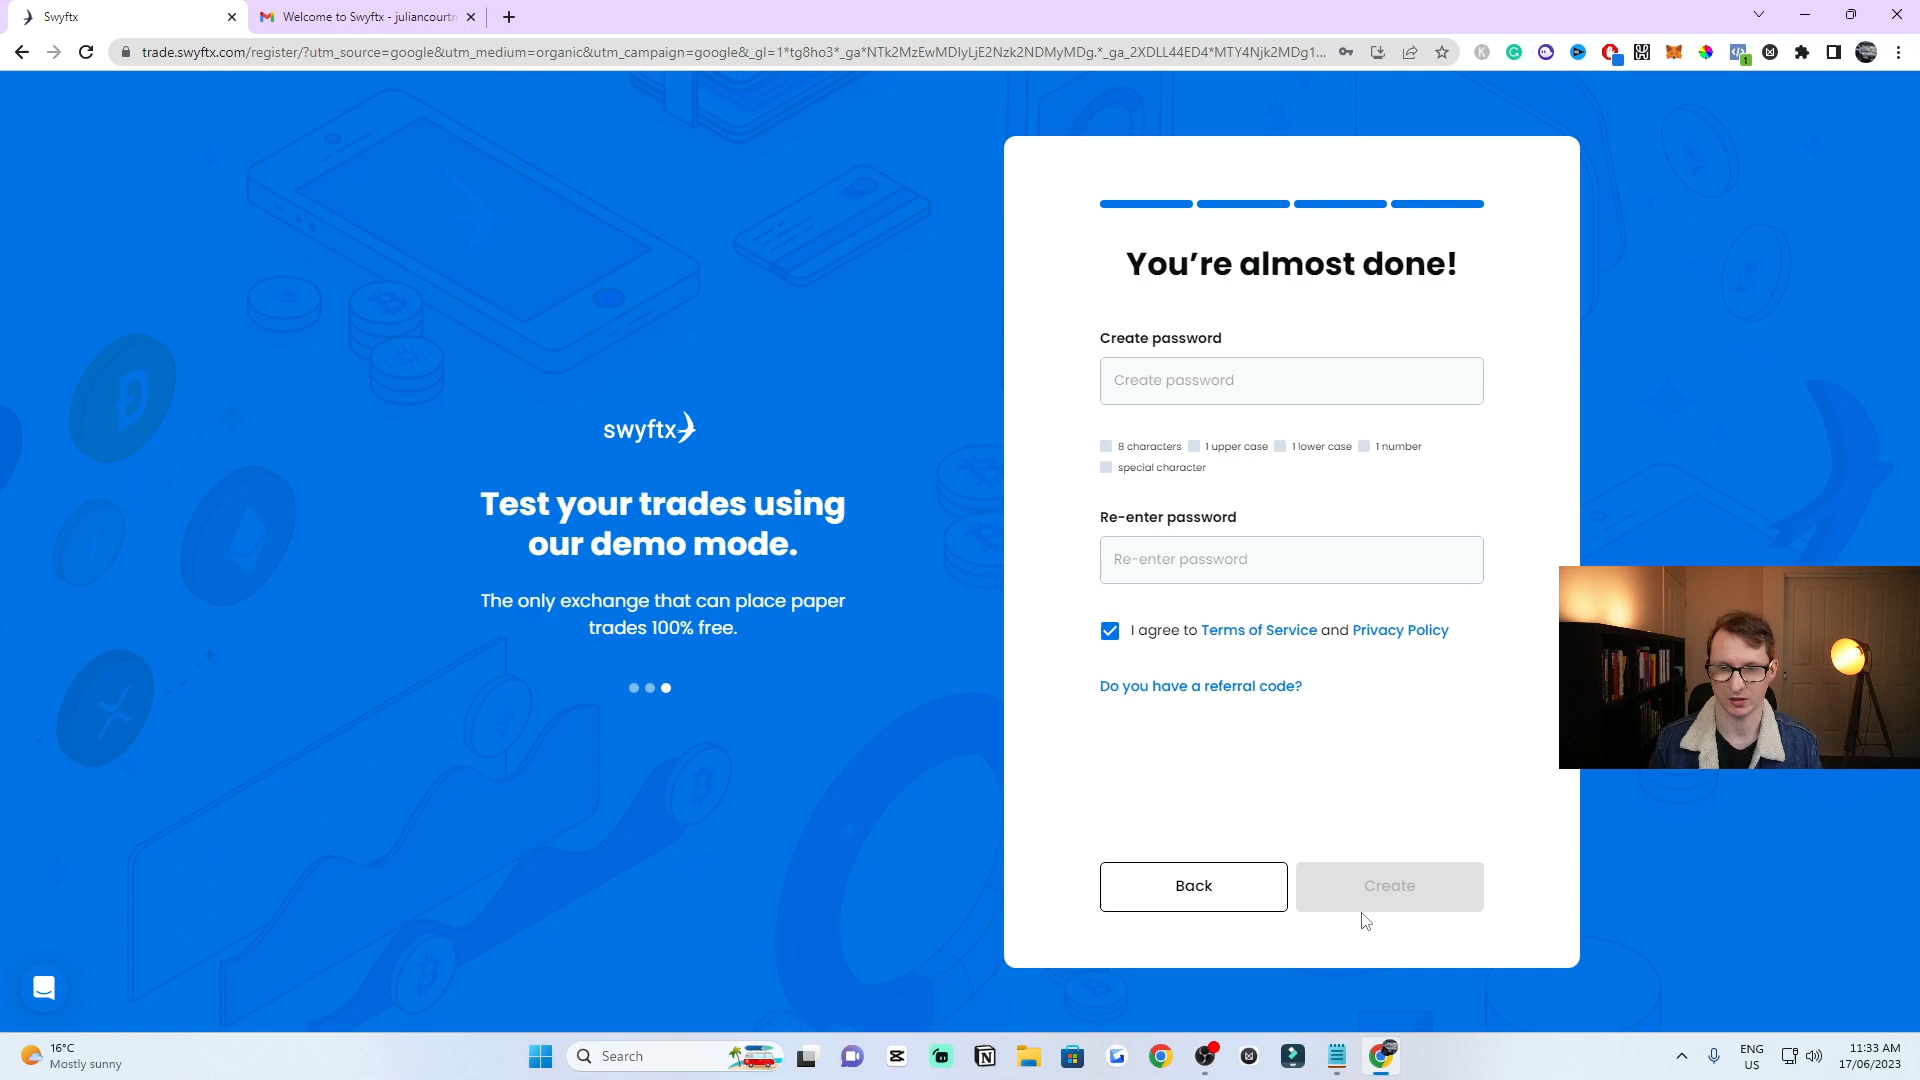 Swyftx
Welcome to Swyftx - juliancourtn
trade.swyftx.com/register/?utm_source=google&utm_medium=organic&utm_campaign=google&_gl=1*tg8ho3*_ga*NTk2MzEwMDIyLjE2Nzk2NDMyMDg.*_ga_2XDLL44ED4*MTY4Njk2MDg1...
You're almost done!
Create password
Create password
8 characters 1 upper case 1 lower case 1 number
special character
Re-enter password
Re-enter password
I agree to Terms of Service and Privacy Policy
Do you have a referral code?
Back
Create
swyftx
Test your trades using
our demo mode.
The only exchange that can place paper
trades 100% free.
16°C
Mostly sunny
Search
ENG
US
11:33 AM
17/06/2023